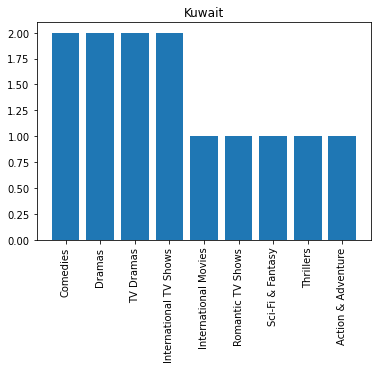 Kuwait
2.00
1.75
1.50
1.25
1.00
0.75
0.50
0.25
0.00
Comedies
Dramas
TV Dramas
International TV Shows
International Movies
Romantic TV Shows
Sci-Fi & Fantasy
Thrillers
Action & Adventure